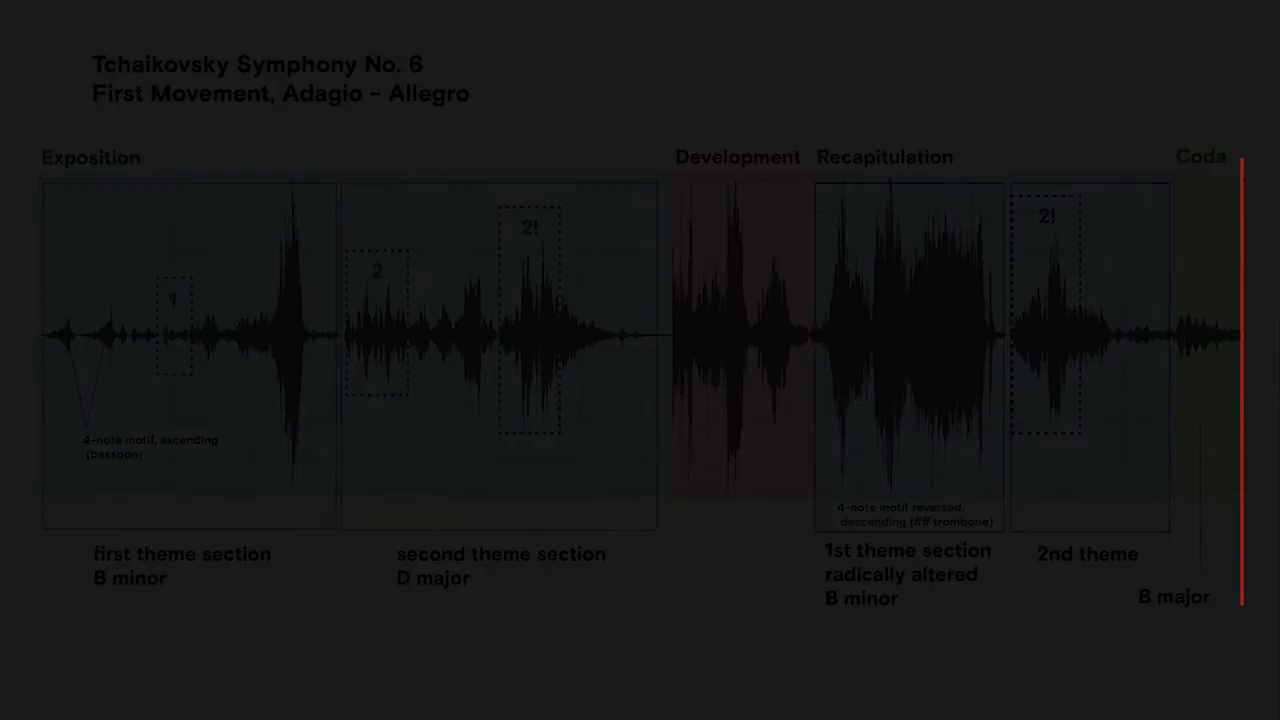 Tchaikovsky Symphony No. 6
First Movement, Adagio – Allegro
Exposition
Development
Recapitulation
Coda
1
2
2!
2!
4-note motif, ascending
(bassoon)
4-note motif reversed,
descending (ffff trombone)
first theme section
B minor
second theme section
D major
1st theme section
radically altered
B minor
2nd theme
B major